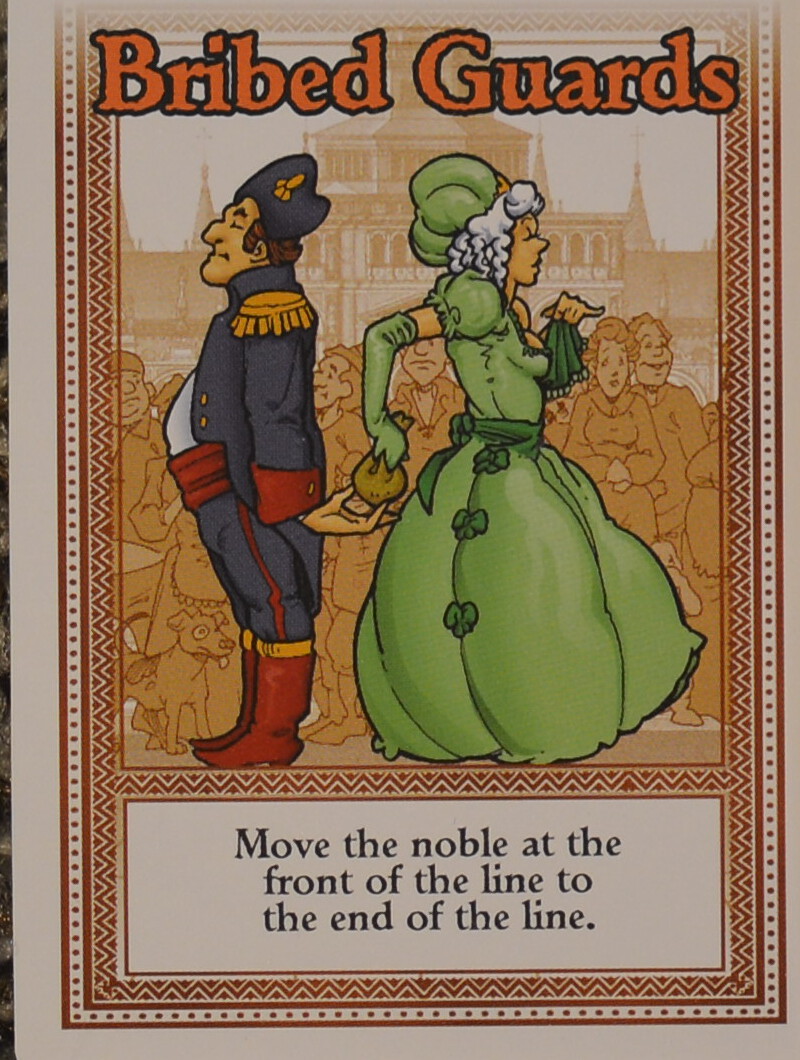 Bribed Guards
Move the noble at the
front of the line to
the end of the line.